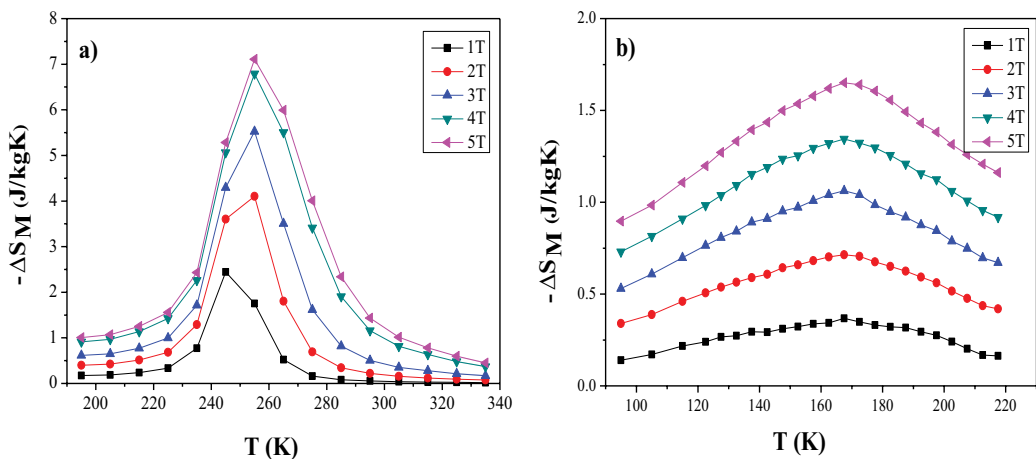 a)
1T
2T
3T
4T
5T
8
7
6
5
4
3
2
1
0
-ΔS_M (J/kgK)
200 220 240 260 280 300 320 340
T (K)
b)
1T
2T
3T
4T
5T
2.0
1.5
1.0
0.5
0.0
-ΔS_M (J/kgK)
100 120 140 160 180 200 220
T (K)